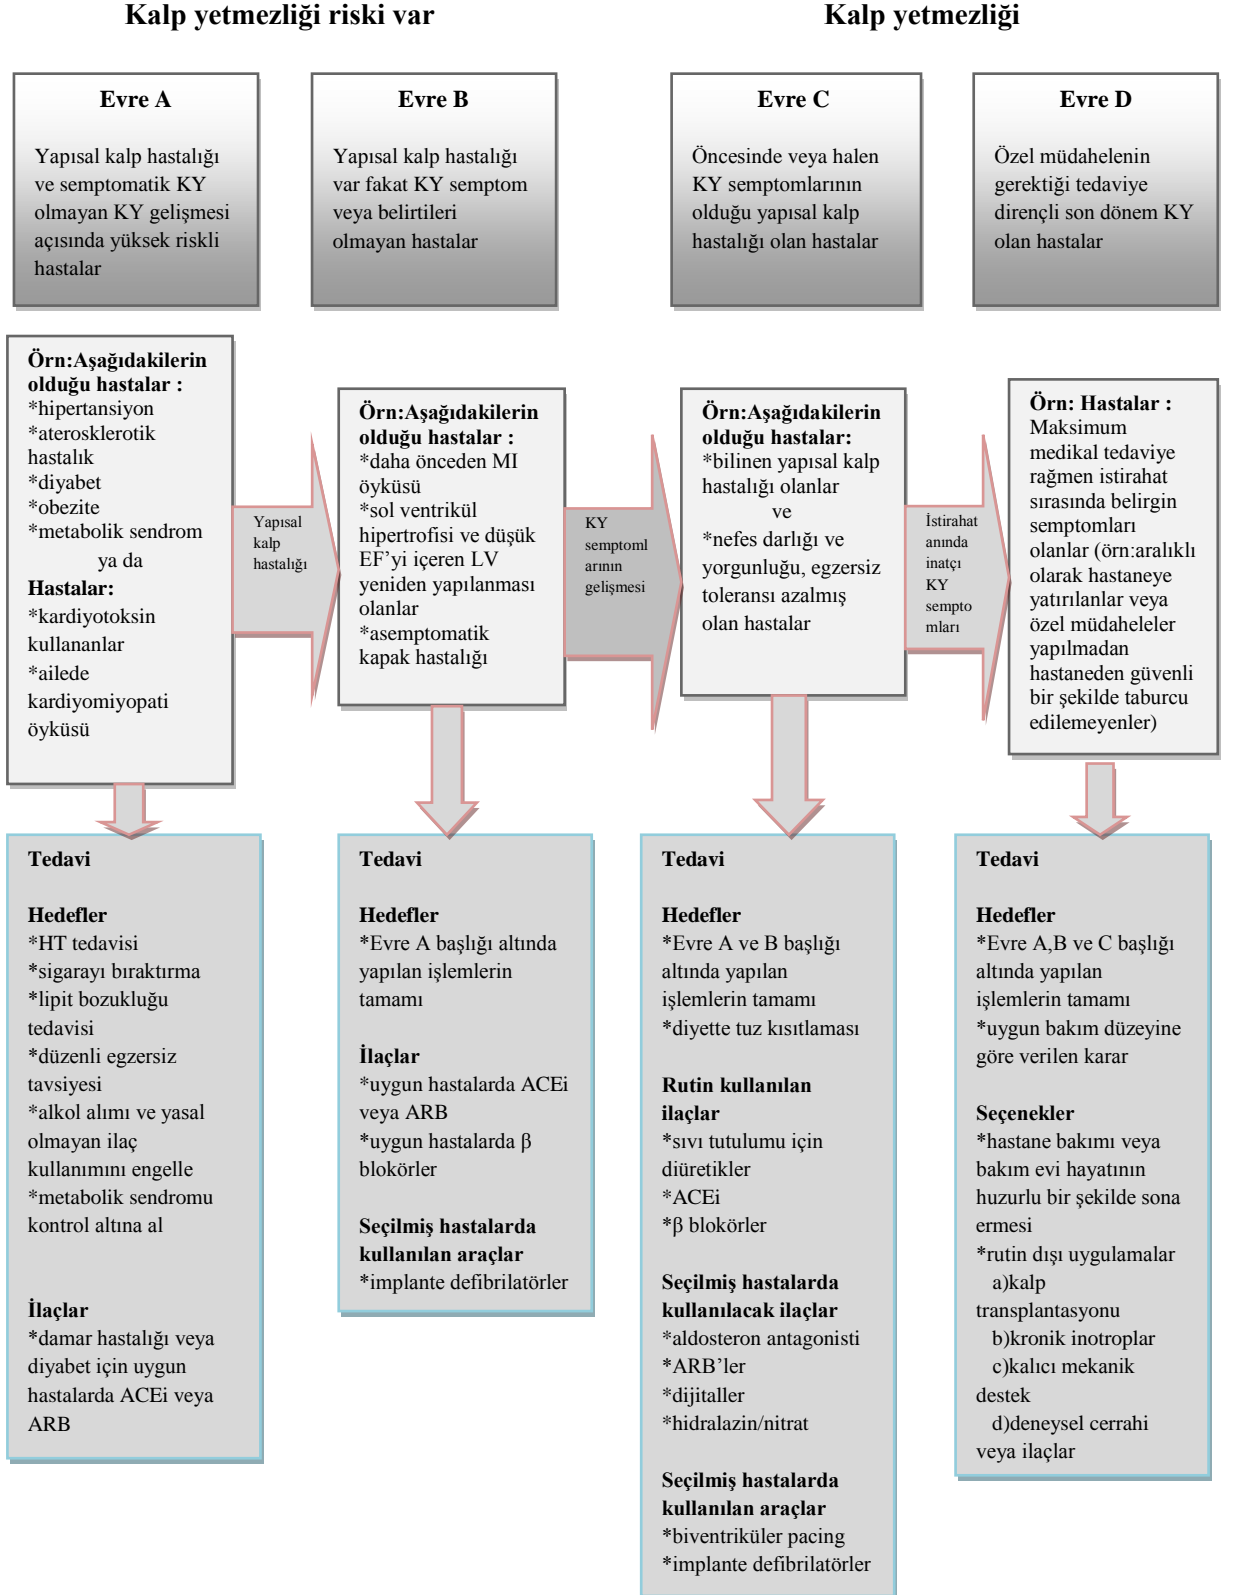 Kalp yetmezliği riski var
Kalp yetmezliği
Evre A
Yapısal kalp hastalığı
ve semptomatik KY
olmayan KY gelişmesi
açısında yüksek riskli
hastalar
Evre B
Yapısal kalp hastalığı
var fakat KY semptom
veya belirtileri
olmayan hastalar
Evre C
Öncesinde veya halen
KY semptomlarının
olduğu yapısal kalp
hastalığı olan hastalar
Evre D
Özel müdahelenin
gerektiği tedaviye
dirençli son dönem KY
olan hastalar
Örn:Aşağıdakilerin
olduğu hastalar :
*hipertansiyon
*aterosklerotik
hastalık
*diyabet
*obezite
*metabolik sendrom
ya da
Hastalar:
*kardiyotoksin
kullananlar
*ailede
kardiyomiyopati
öyküsü
Yapısal
kalp
hastalığı
Örn:Aşağıdakilerin
olduğu hastalar :
*daha önceden MI
öyküsü
*sol ventrikül
hipertrofisi ve düşük
EF’yi içeren LV
yeniden yapılanması
olanlar
*asemptomatik
kapak hastalığı
KY
semptoml
arının
gelişmesi
Örn:Aşağıdakilerin
olduğu hastalar:
*bilinen yapısal kalp
hastalığı olanlar
ve
*nefes darlığı ve
yorgunluğu, egzersiz
toleransı azalmış
olan hastalar
İstirahat
anında
inatçı
KY
sempto
mları
Örn: Hastalar :
Maksimum
medikal tedaviye
rağmen istirahat
sırasında belirgin
semptomları
olanlar (örn:aralıklı
olarak hastaneye
yatırılanlar veya
özel müdaheleler
yapılmadan
hastaneden güvenli
bir şekilde taburcu
edilemeyenler)
Tedavi
Hedefler
*HT tedavisi
*sigarayı bıraktırma
*lipit bozukluğu
tedavisi
*düzenli egzersiz
tavsiyesi
*alkol alımı ve yasal
olmayan ilaç
kullanımını engelle
*metabolik sendromu
kontrol altına al
İlaçlar
*damar hastalığı veya
diyabet için uygun
hastalarda ACEi veya
ARB
Tedavi
Hedefler
*Evre A başlığı altında
yapılan işlemlerin
tamamı
İlaçlar
*uygun hastalarda ACEi
veya ARB
*uygun hastalarda β
blokörler
Seçilmiş hastalarda
kullanılan araçlar
*implante defibrilatörler
Tedavi
Hedefler
*Evre A ve B başlığı
altında yapılan
işlemlerin tamamı
*diyette tuz kısıtlaması
Rutin kullanılan
ilaçlar
*sıvı tutulumu için
diüretikler
*ACEi
*β blokörler
Seçilmiş hastalarda
kullanılacak ilaçlar
*aldosteron antagonisti
*ARB’ler
*dijitaller
*hidralazin/nitrat
Seçilmiş hastalarda
kullanılan araçlar
*biventriküler pacing
*implante defibrilatörler
Tedavi
Hedefler
*Evre A,B ve C başlığı
altında yapılan
işlemlerin tamamı
*uygun bakım düzeyine
göre verilen karar
Seçenekler
*hastane bakımı veya
bakım evi hayatının
huzurlu bir şekilde sona
ermesi
*rutin dışı uygulamalar
a)kalp
transplantasyonu
b)kronik inotroplar
c)kalıcı mekanik
destek
d)deneysel cerrahi
veya ilaçlar